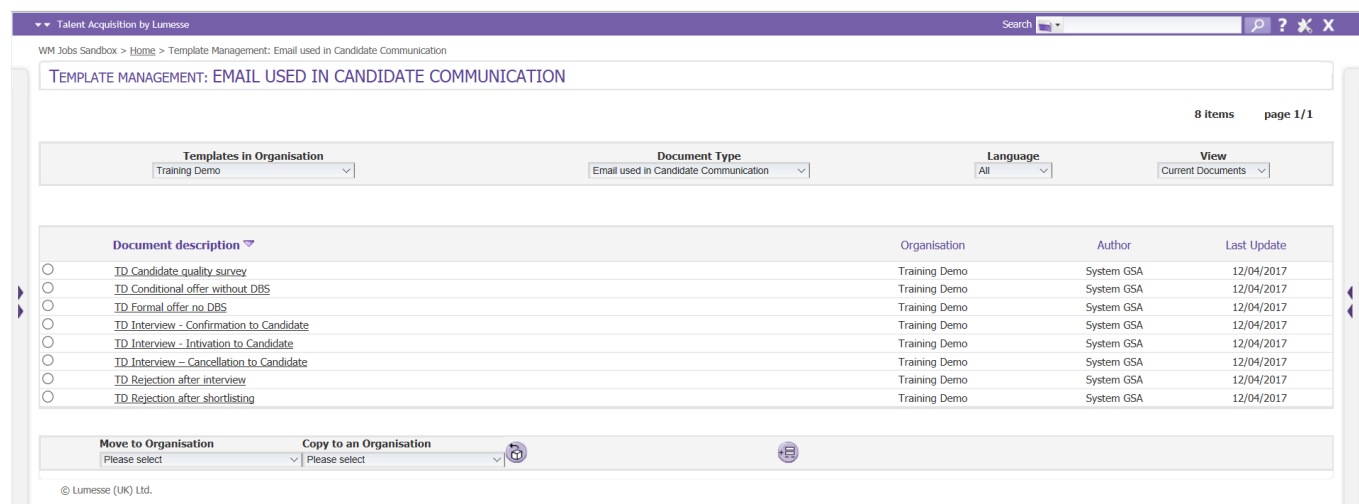 Talent Acquisition by Lumesse Search ?
WM Jobs Sandbox > Home > Template Management: Email used in Candidate Communication
TEMPLATE MANAGEMENT: EMAIL USED IN CANDIDATE COMMUNICATION
8 items page 1/1
Templates in Organisation Document Type Language View
Training Demo Email used in Candidate Communication All Current Documents
Document description Organisation Author Last Update
TD Candidate quality survey Training Demo System GSA 12/04/2017
TD Conditional offer without DBS Training Demo System GSA 12/04/2017
TD Formal offer no DBS Training Demo System GSA 12/04/2017
TD Interview - Confirmation to Candidate Training Demo System GSA 12/04/2017
TD Interview - Intivation to Candidate Training Demo System GSA 12/04/2017
TD Interview – Cancellation to Candidate Training Demo System GSA 12/04/2017
TD Rejection after interview Training Demo System GSA 12/04/2017
TD Rejection after shortlisting Training Demo System GSA 12/04/2017
Move to Organisation Copy to an Organisation
Please select Please select
© Lumesse (UK) Ltd.